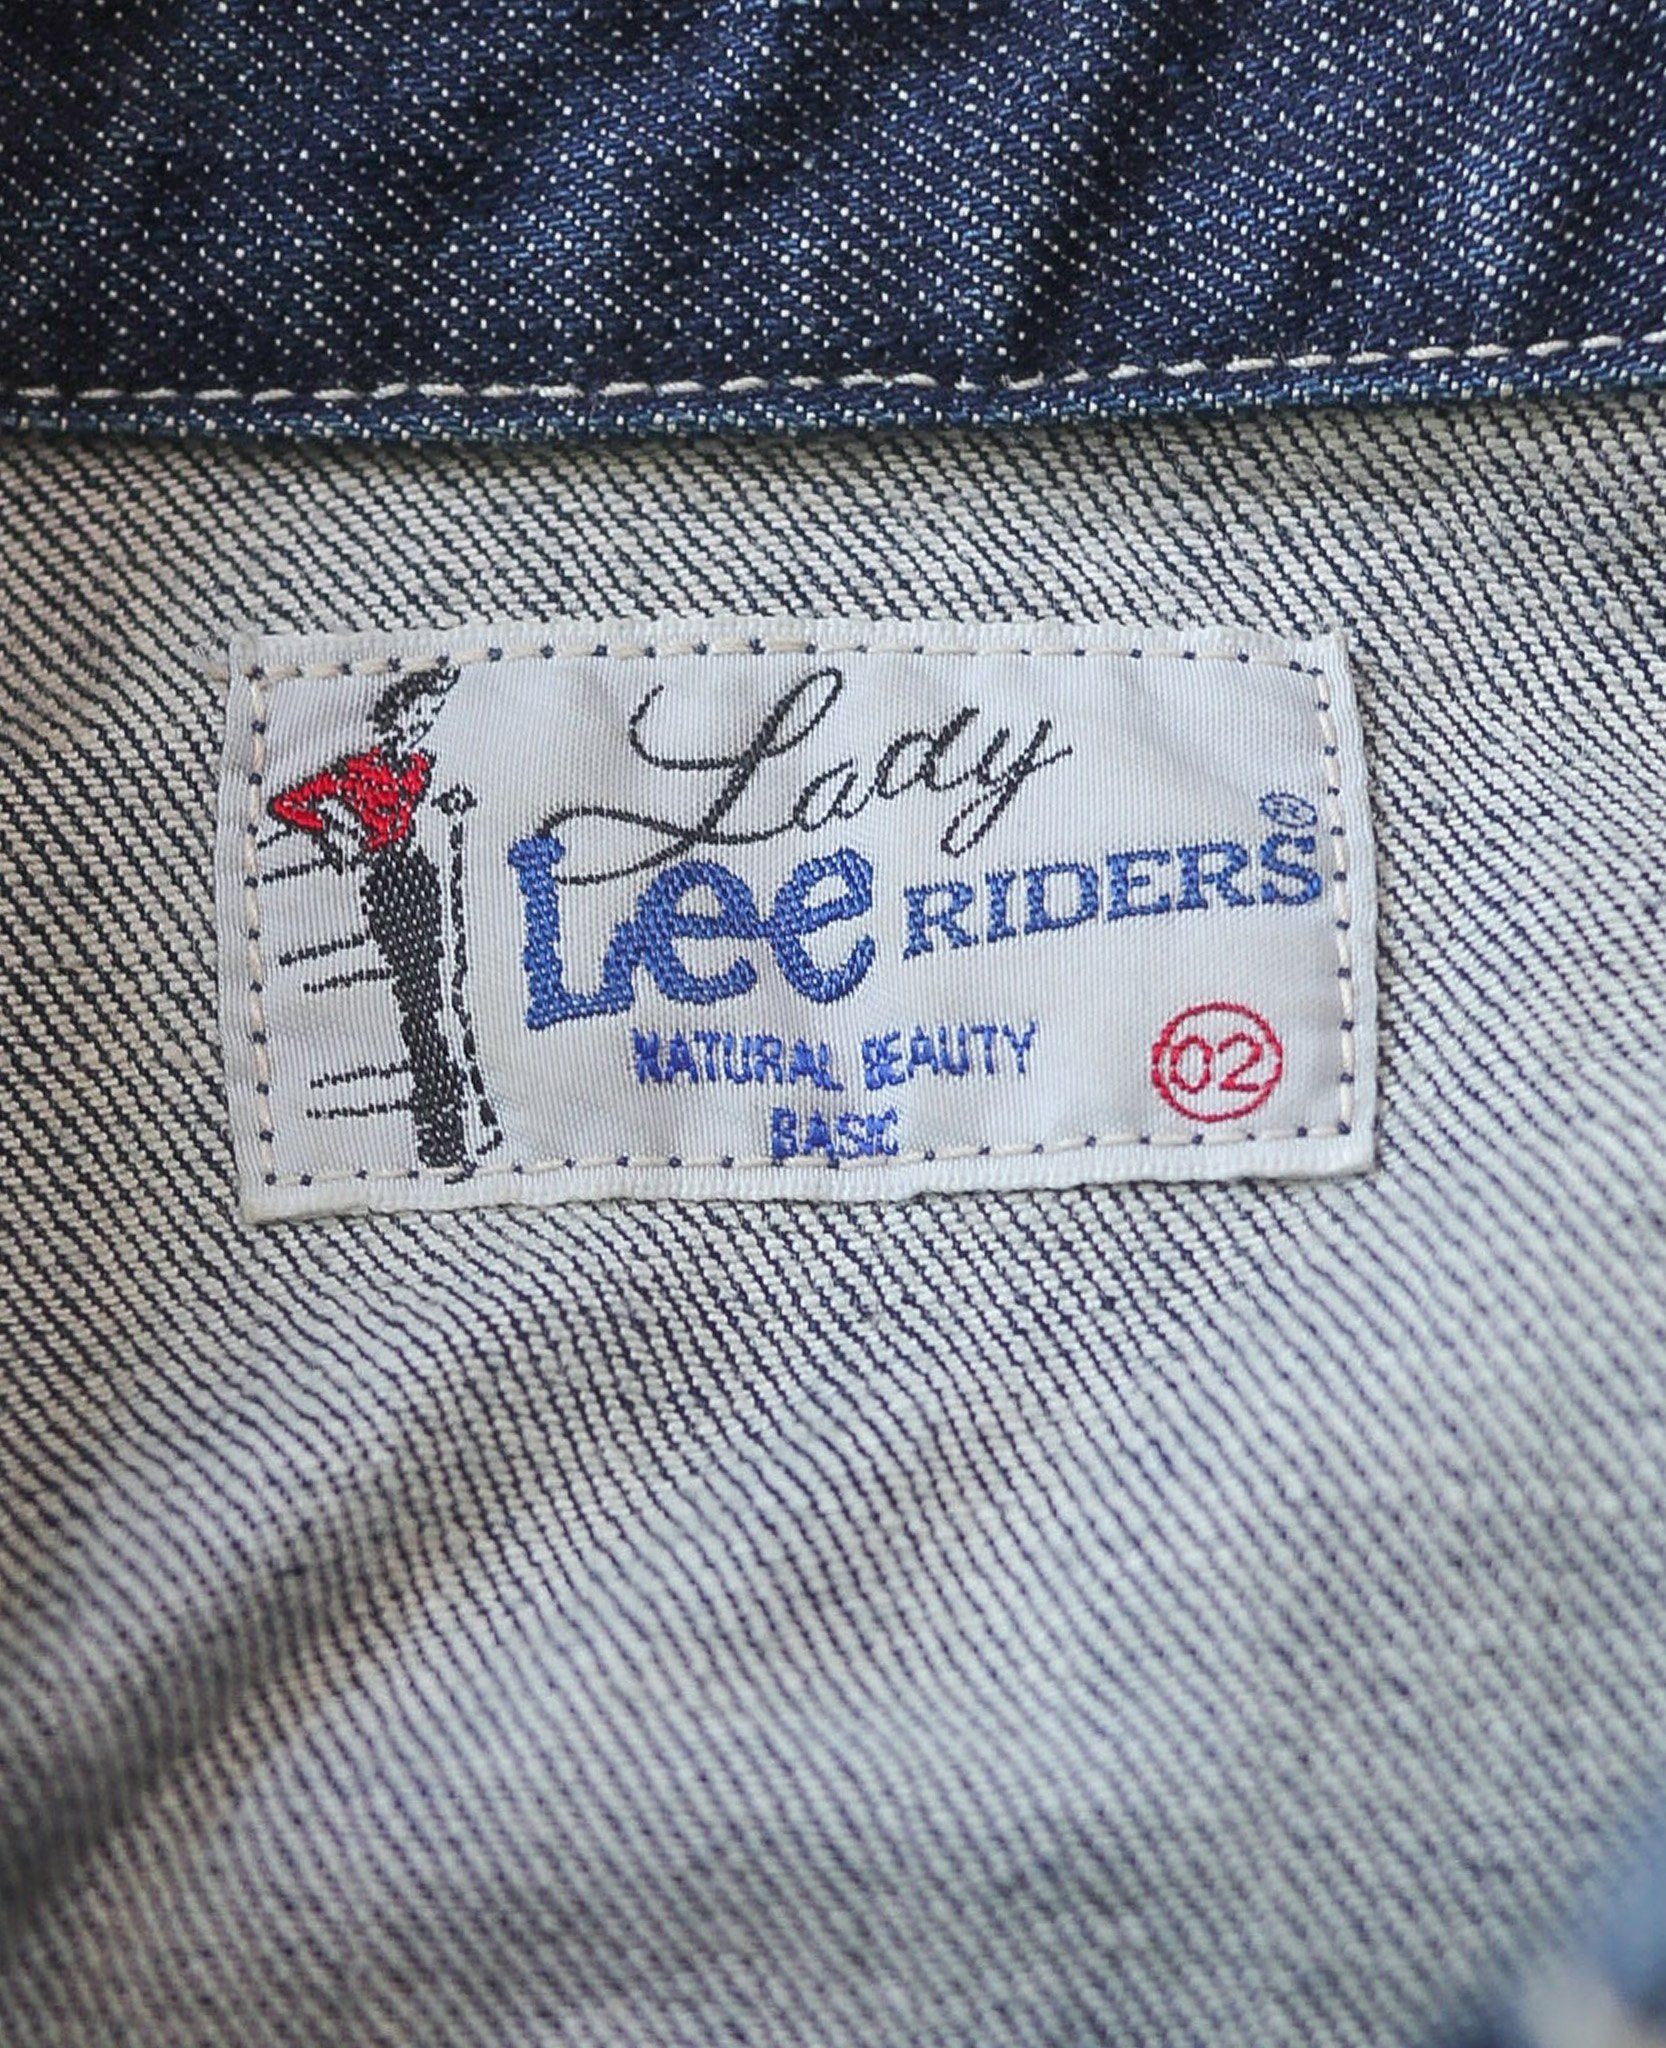 Lady
Lee RIDERS®
NATURAL BEAUTY
BASIC
02